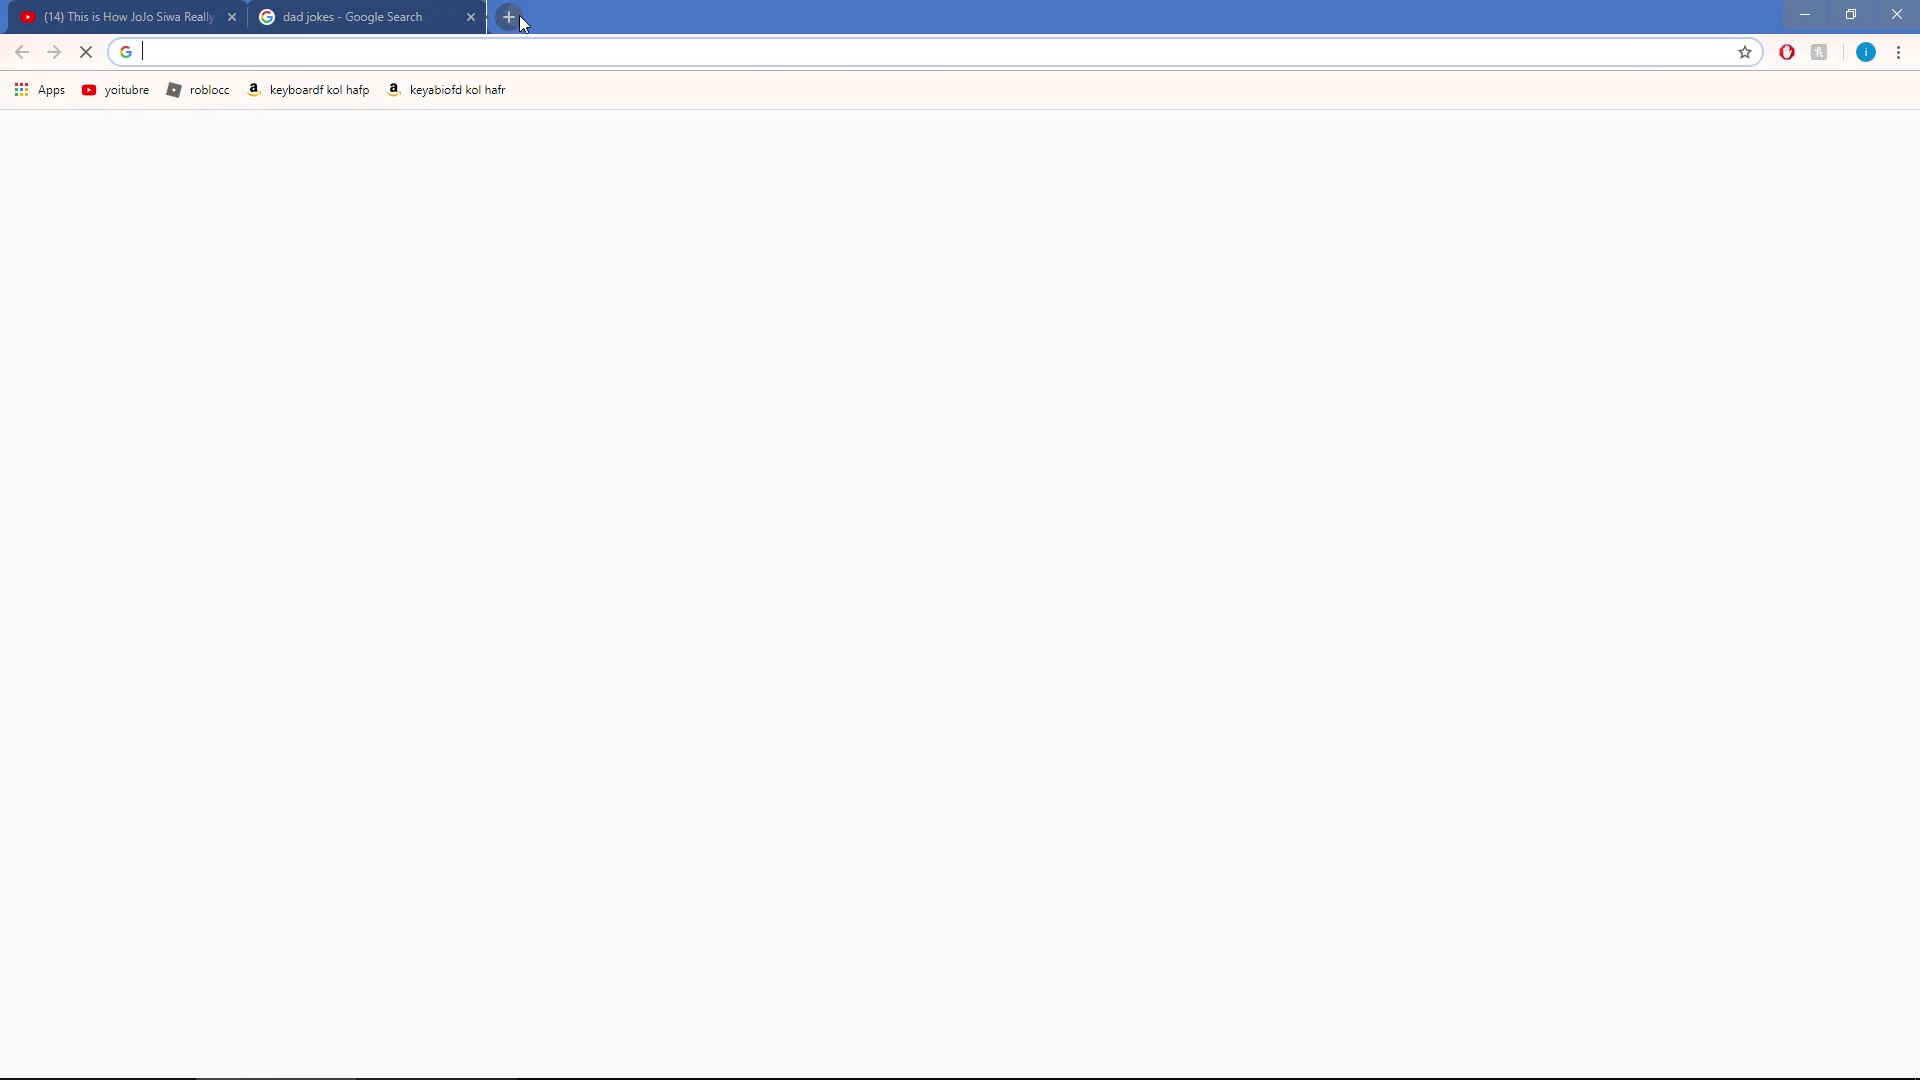 (14) This is How JoJo Siwa Really
dad jokes - Google Search
Apps
yoitubre
roblocc
keyboardf kol hafp
keyabiofd kol hafr